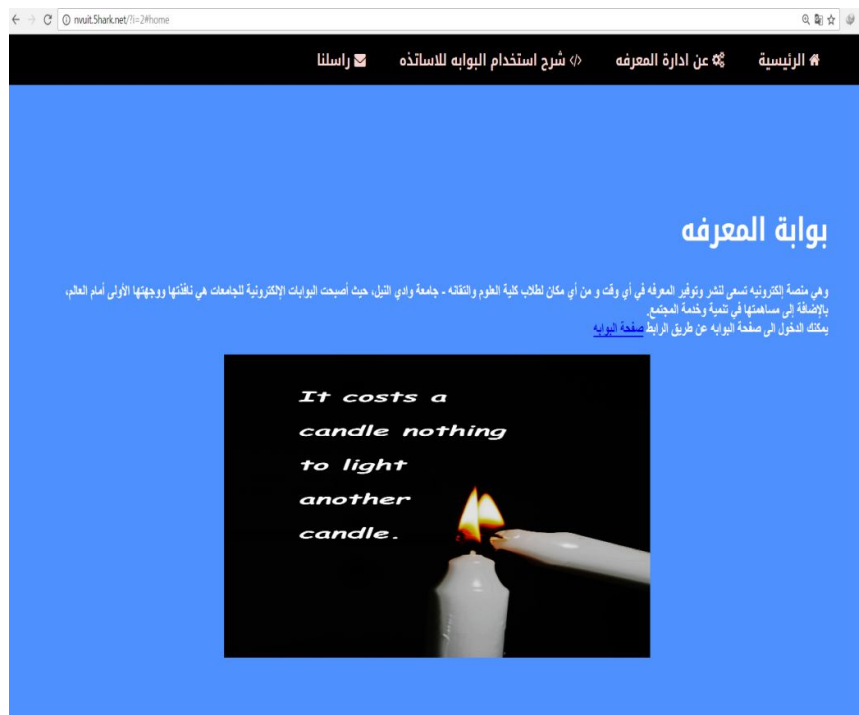 nvuit.5hark.net/?i=2#home
الرئيسية عن ادارة المعرفه شرح استخدام البوابه للاساتذه راسلنا
بوابة المعرفه
وهي منصة إلكترونيه تسعى لنشر وتوفير المعرفه في أي وقت و من أي مكان لطلاب كلية العلوم والتقانه - جامعة وادي النيل، حيث أصبحت البوابات الإلكترونية للجامعات هي نافذتها ووجهتها الأولى أمام العالم،
بالإضافة إلى مساهمتها في تنمية وخدمة المجتمع.
يمكنك الدخول الى صفحة البوابه عن طريق الرابط صفحة البوابه
It costs a
candle nothing
to light
another
candle.